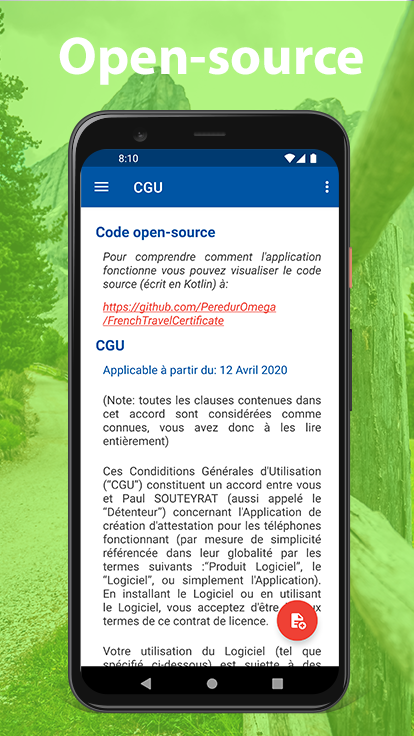 Open-source
8:10
CGU
Code open-source
Pour comprendre comment l'application
fonctionne vous pouvez visualiser le code
source (écrit en Kotlin) à:
https://github.com/PeredurOmega
/FrenchTravelCertificate
CGU
Applicable à partir du: 12 Avril 2020
(Note: toutes les clauses contenues dans
cet accord sont considérées comme
connues, vous avez donc à les lire
entièrement)
Ces Condiditions Générales d'Utilisation
("CGU") constituent un accord entre vous
et Paul SOUTEYRAT (aussi appelé le
"Détenteur") concernant l'Application de
création d'attestation pour les téléphones
fonctionnant (par mesure de simplicité
référencée dans leur globalité par les
termes suivants :"Produit Logiciel", le
"Logiciel", ou simplement l'Application).
En installant le Logiciel ou en utilisant
le Logiciel, vous acceptez d'être
termes de ce contrat de licence.
Votre utilisation du Logiciel (tel que
spécifié ci-dessous) est sujette à des